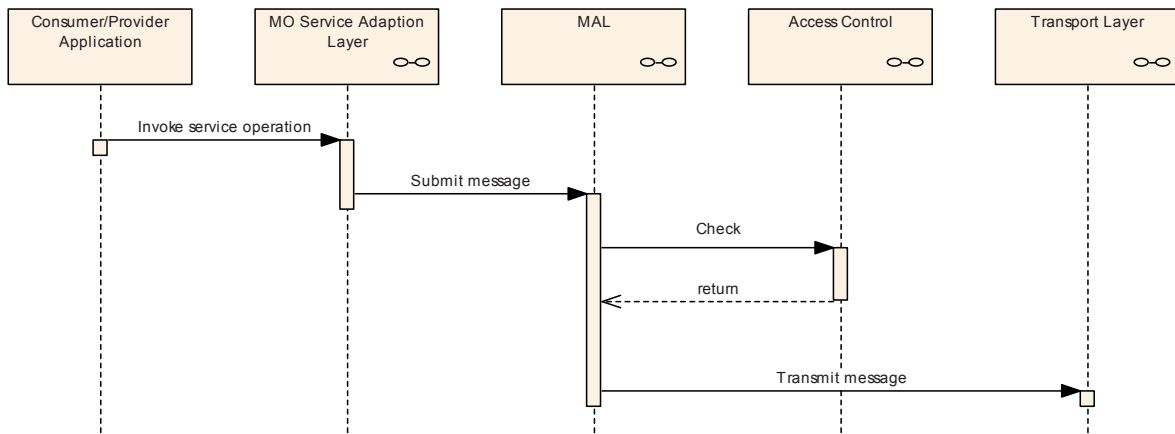 Consumer/Provider
Application
MO Service Adaption
Layer
MAL
Access Control
Transport Layer
Invoke service operation
Submit message
Check
return
Transmit message